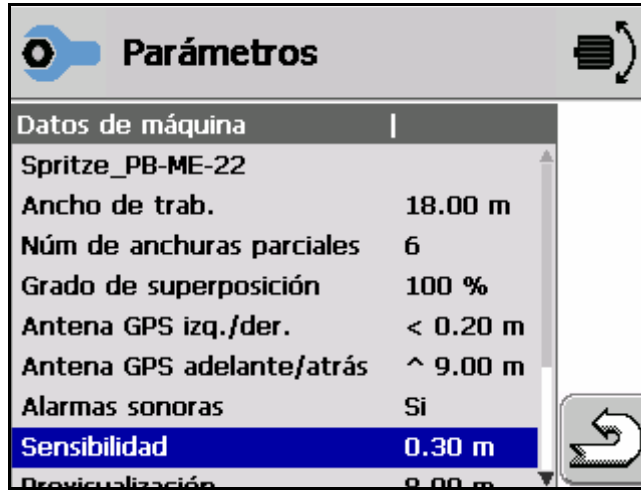 Parámetros
Datos de máquina
Spritze_PB-ME-22
Ancho de trab. 18.00 m
Núm de anchuras parciales 6
Grado de superposición 100 %
Antena GPS izq./der. < 0.20 m
Antena GPS adelante/atrás ^ 9.00 m
Alarmas sonoras Si
Sensibilidad 0.30 m